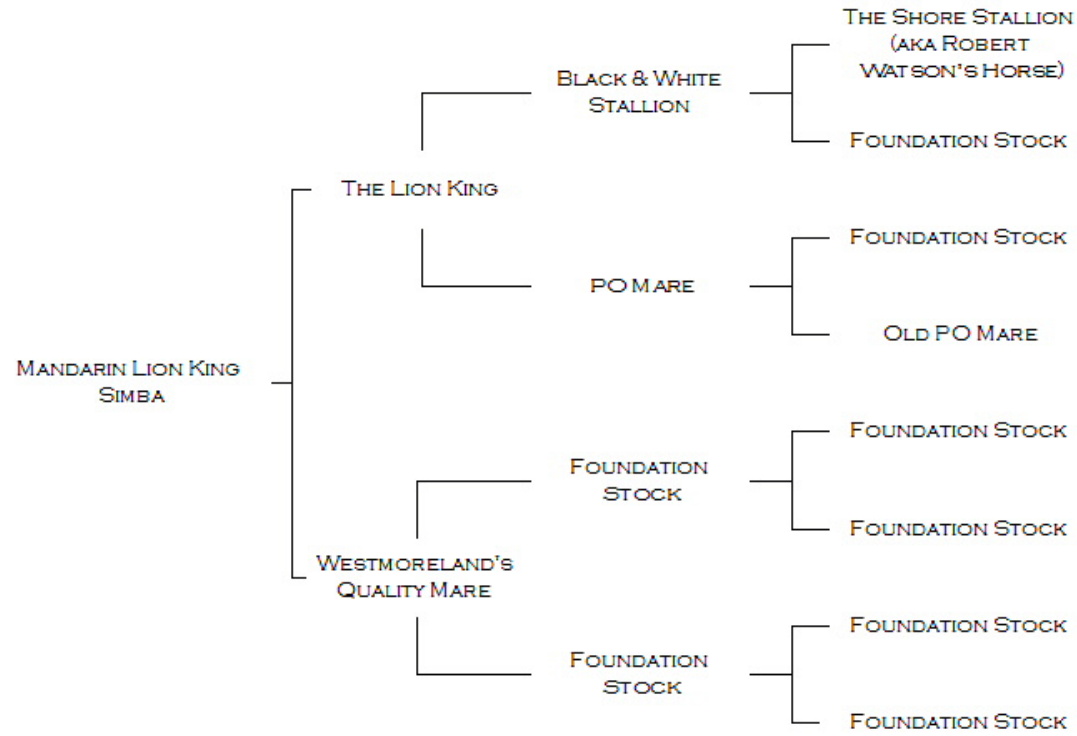 The Shore Stallion
(aka Robert
Watson's Horse)
Black & White
Stallion
Foundation Stock
The Lion King
Foundation Stock
PO Mare
Old PO Mare
Mandarin Lion King
Simba
Foundation Stock
Foundation
Stock
Foundation Stock
Westmoreland's
Quality Mare
Foundation Stock
Foundation
Stock
Foundation Stock